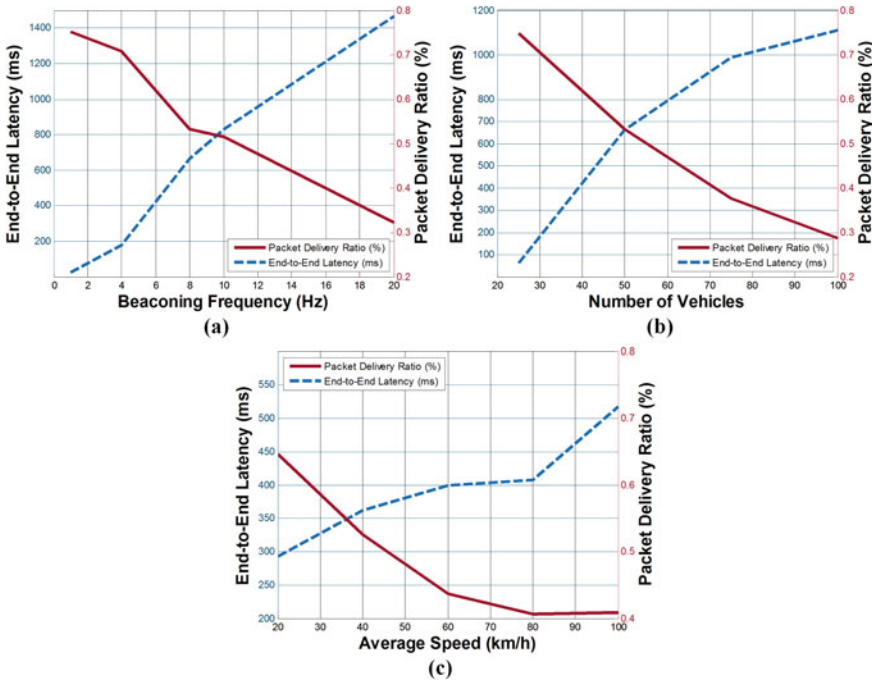 1400
1200
1000
800
600
400
200
0.8
0.7
0.6
0.5
0.4
0.3
0.2
End-to-End Latency (ms)
Packet Delivery Ratio (%)
Packet Delivery Ratio (%)
End-to-End Latency (ms)
0 2 4 6 8 10 12 14 16 18 20
Beaconing Frequency (Hz)
(a)
1200
1100
1000
900
800
700
600
500
400
300
200
100
0.8
0.7
0.6
0.5
0.4
0.3
0.2
End-to-End Latency (ms)
Packet Delivery Ratio (%)
Packet Delivery Ratio (%)
End-to-End Latency (ms)
20 30 40 50 60 70 80 90 100
Number of Vehicles
(b)
550
500
450
400
350
300
250
200
0.8
0.7
0.6
0.5
0.4
End-to-End Latency (ms)
Packet Delivery Ratio (%)
Packet Delivery Ratio (%)
End-to-End Latency (ms)
20 30 40 50 60 70 80 90 100
Average Speed (km/h)
(c)